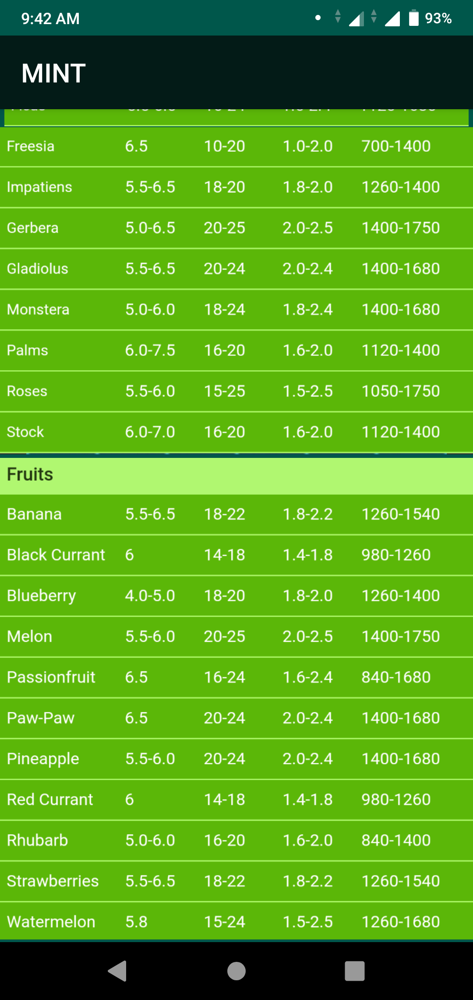 9:42 AM 93%
MINT
Freesia 6.5 10-20 1.0-2.0 700-1400
Impatiens 5.5-6.5 18-20 1.8-2.0 1260-1400
Gerbera 5.0-6.5 20-25 2.0-2.5 1400-1750
Gladiolus 5.5-6.5 20-24 2.0-2.4 1400-1680
Monstera 5.0-6.0 18-24 1.8-2.4 1400-1680
Palms 6.0-7.5 16-20 1.6-2.0 1120-1400
Roses 5.5-6.0 15-25 1.5-2.5 1050-1750
Stock 6.0-7.0 16-20 1.6-2.0 1120-1400
Fruits
Banana 5.5-6.5 18-22 1.8-2.2 1260-1540
Black Currant 6 14-18 1.4-1.8 980-1260
Blueberry 4.0-5.0 18-20 1.8-2.0 1260-1400
Melon 5.5-6.0 20-25 2.0-2.5 1400-1750
Passionfruit 6.5 16-24 1.6-2.4 840-1680
Paw-Paw 6.5 20-24 2.0-2.4 1400-1680
Pineapple 5.5-6.0 20-24 2.0-2.4 1400-1680
Red Currant 6 14-18 1.4-1.8 980-1260
Rhubarb 5.0-6.0 16-20 1.6-2.0 840-1400
Strawberries 5.5-6.5 18-22 1.8-2.2 1260-1540
Watermelon 5.8 15-24 1.5-2.5 1260-1680